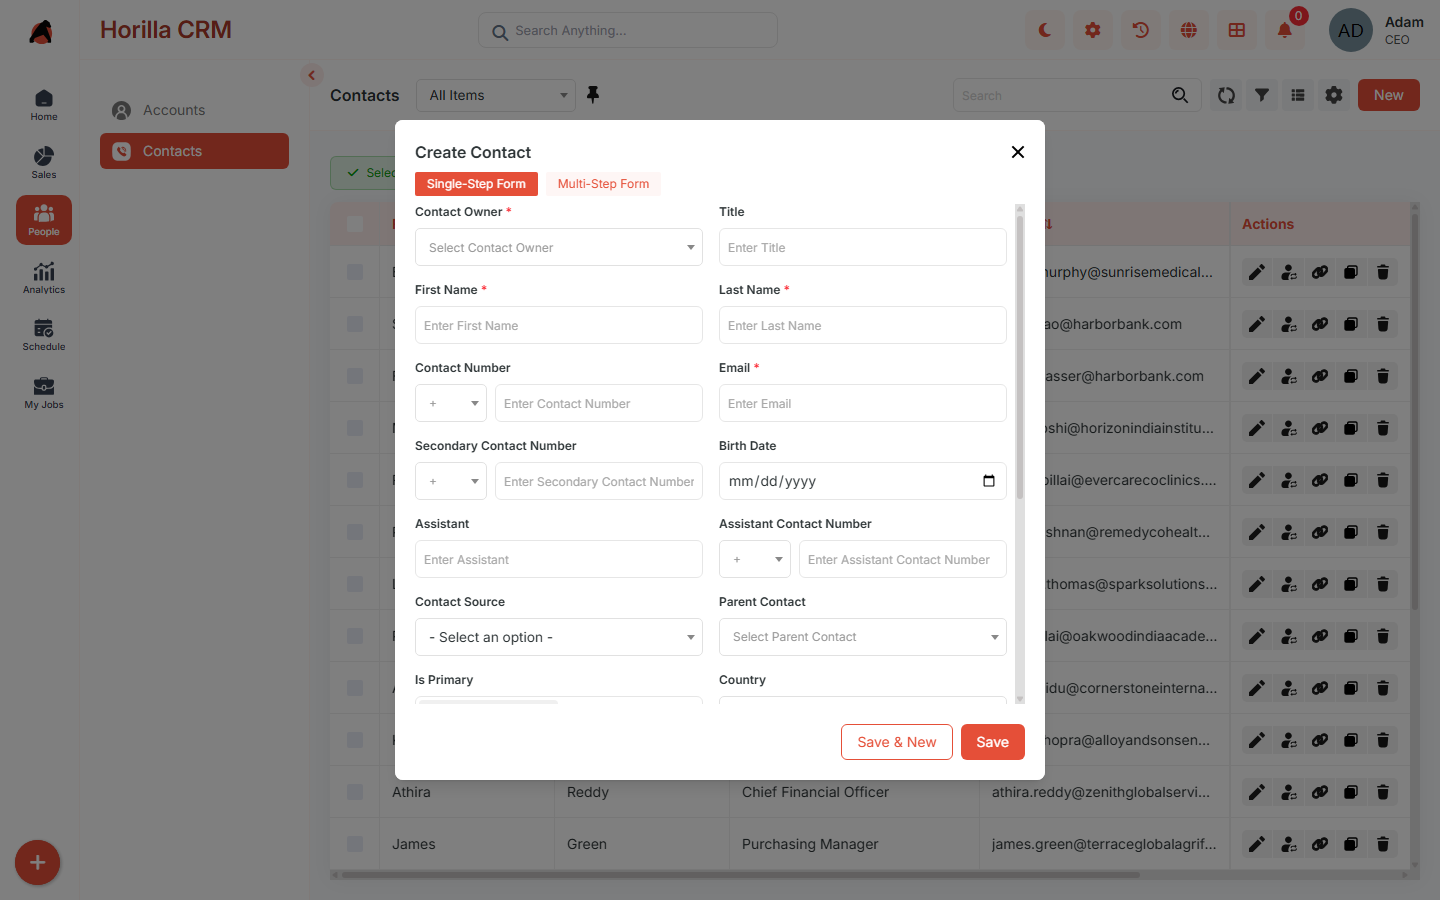 Horilla CRM
Search Anything...
0
AD
Adam
CEO
Home
Sales
People
Analytics
Schedule
My Jobs
Accounts
Contacts
Contacts
All Items
Search
New
Create Contact
Single-Step Form
Multi-Step Form
Contact Owner *
Title
Select Contact Owner
Enter Title
First Name *
Last Name *
Enter First Name
Enter Last Name
Contact Number
Email *
+
Enter Contact Number
Enter Email
Secondary Contact Number
Birth Date
+
Enter Secondary Contact Number
mm/dd/yyyy
Assistant
Assistant Contact Number
Enter Assistant
+
Enter Assistant Contact Number
Contact Source
Parent Contact
- Select an option -
Select Parent Contact
Is Primary
Country
Save & New
Save
Actions
urphy@sunrisemedical...
ao@harborbank.com
asser@harborbank.com
oshi@horizonindiainstitu...
pillai@evercarecoclinics....
shnan@remedycohealt...
thomas@sparksolutions...
lai@oakwoodindiaacade...
idu@cornerstoneinterna...
hopra@alloyandsonsen...
Athira
Reddy
Chief Financial Officer
athira.reddy@zenithglobalservi...
James
Green
Purchasing Manager
james.green@terraceglobalagrif...